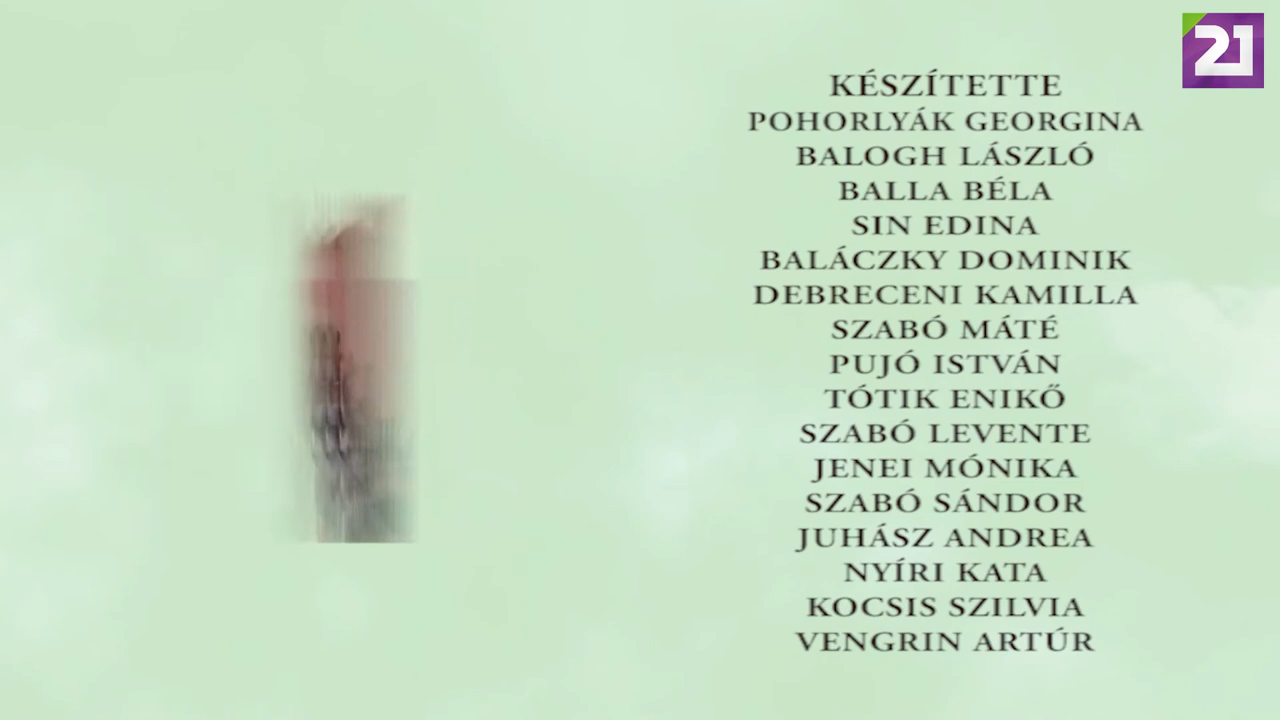 21
KÉSZÍTETTE
POHORLYÁK GEORGINA
BALOGH LÁSZLÓ
BALLA BÉLA
SIN EDINA
BALÁCZKY DOMINIK
DEBRECENI KAMILLA
SZABÓ MÁTÉ
PUJÓ ISTVÁN
TÓTIK ENIKŐ
SZABÓ LEVENTE
JENEI MÓNIKA
SZABÓ SÁNDOR
JUHÁSZ ANDREA
NYÍRI KATA
KOCSIS SZILVIA
VENGRIN ARTÚR